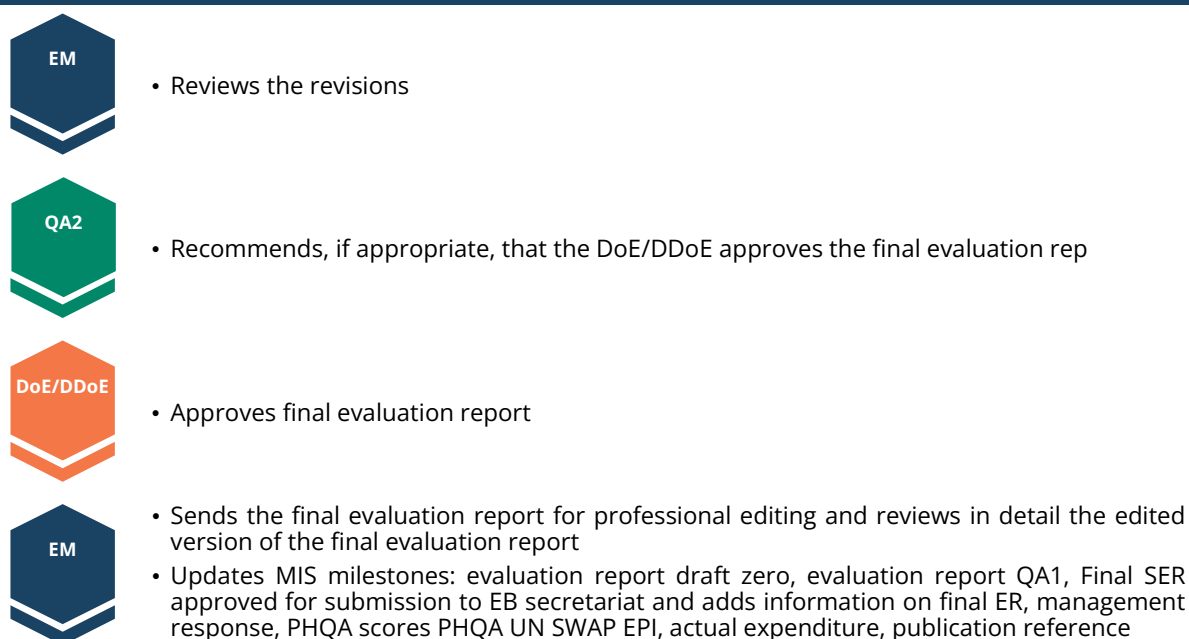 EM
• Reviews the revisions
QA2
• Recommends, if appropriate, that the DoE/DDoE approves the final evaluation rep
DoE/DDoE
• Approves final evaluation report
EM
• Sends the final evaluation report for professional editing and reviews in detail the edited
version of the final evaluation report
• Updates MIS milestones: evaluation report draft zero, evaluation report QA1, Final SER
approved for submission to EB secretariat and adds information on final ER, management
response, PHQA scores PHQA UN SWAP EPI, actual expenditure, publication reference